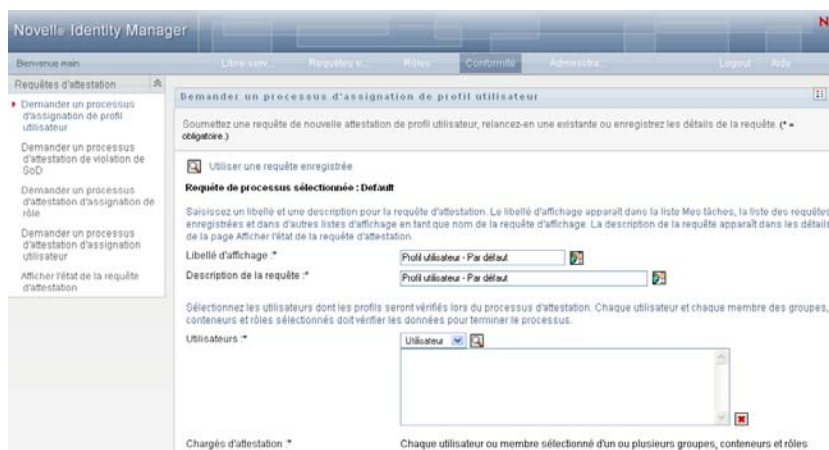 Novell® Identity Manager
N
Bienvenue main
Libre-serv...
Requêtes e...
Rôles
Conformité
Administra...
Logout
Aide
Requêtes d'attestation
Demander un processus
d'assignation de profil
utilisateur
Demander un processus
d'attestation de violation de
SoD
Demander un processus
d'attestation d'assignation de
rôle
Demander un processus
d'attestation d'assignation
utilisateur
Afficher l'état de la requête
d'attestation
Demander un processus d'assignation de profil utilisateur
Soumettez une requête de nouvelle attestation de profil utilisateur, relancez-en une existante ou enregistrez les détails de la requête. (* =
obligatoire.)
Utiliser une requête enregistrée
Requête de processus sélectionnée : Default
Saisissez un libellé et une description pour la requête d'attestation. Le libellé d'affichage apparaît dans la liste Mes tâches, la liste des requêtes
enregistrées et dans d'autres listes d'affichage en tant que nom de la requête d'affichage. La description de la requête apparaît dans les détails
de la page Afficher l'état de la requête d'attestation.
Libellé d'affichage :*
Profil utilisateur - Par défaut
Description de la requête :*
Profil utilisateur - Par défaut
Sélectionnez les utilisateurs dont les profils seront vérifiés lors du processus d'attestation. Chaque utilisateur et chaque membre des groupes,
conteneurs et rôles sélectionnés doit vérifier les données pour terminer le processus.
Utilisateurs :*
Utilisateur
Chargés d'attestation :*
Chaque utilisateur ou membre sélectionné d'un ou plusieurs groupes, conteneurs et rôles